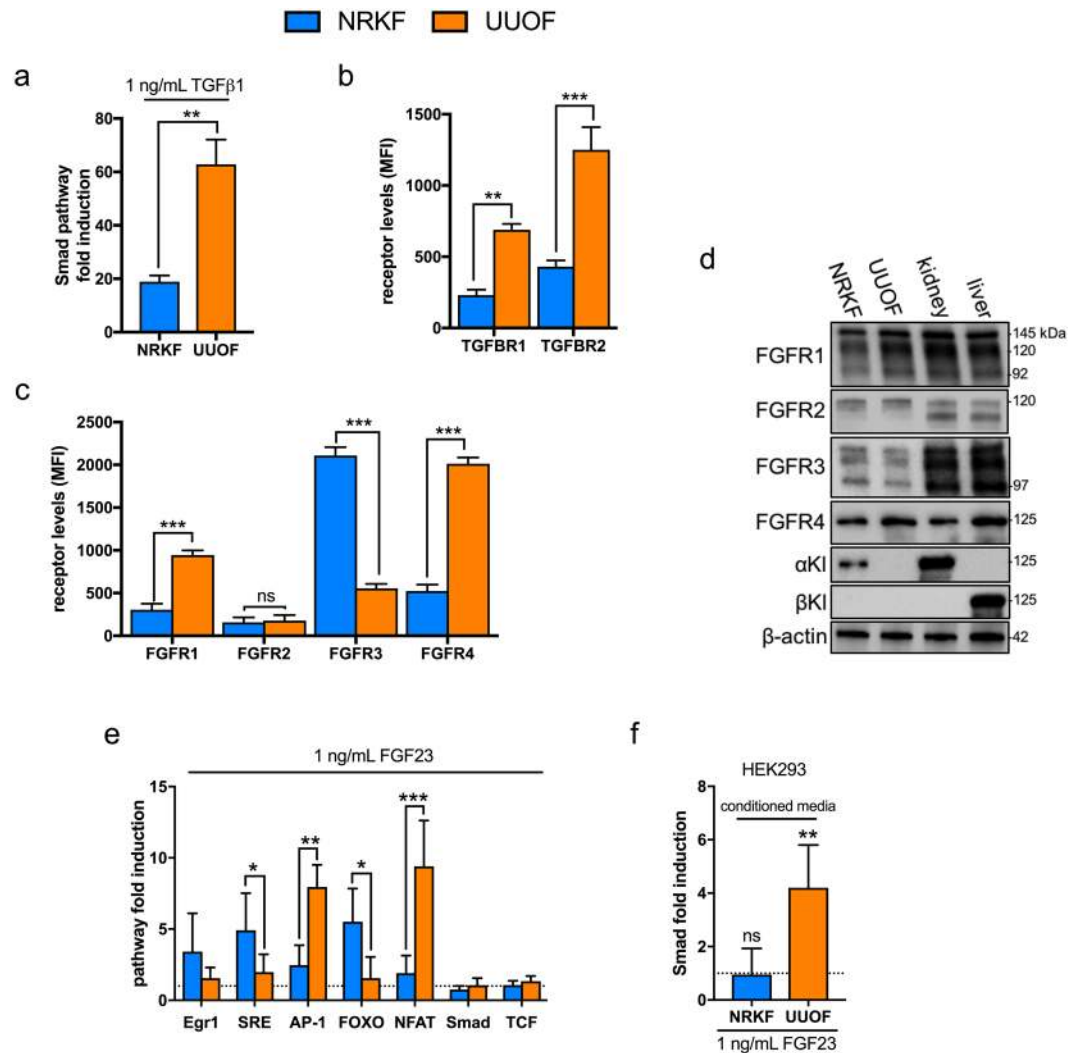 NRKF UUOF
a
1 ng/mL TGFβ1
**
Smad pathway
fold induction
80
60
40
20
0
NRKF UUOF
b
receptor levels (MFI)
1500
1000
500
0
**
***
TGFBR1 TGFBR2
c
receptor levels (MFI)
2500
2000
1500
1000
500
0
***
ns
***
***
FGFR1 FGFR2 FGFR3 FGFR4
d
NRKF UUOF kidney liver
FGFR1
145 kDa
120
92
FGFR2
120
FGFR3
97
FGFR4
125
αKl
125
βKl
125
β-actin
42
e
1 ng/mL FGF23
pathway fold induction
15
10
5
0
*
**
*
***
Egr1 SRE AP-1 FOXO NFAT Smad TCF
f
HEK293
conditioned media
Smad fold induction
8
6
4
2
0
ns
**
NRKF UUOF
1 ng/mL FGF23